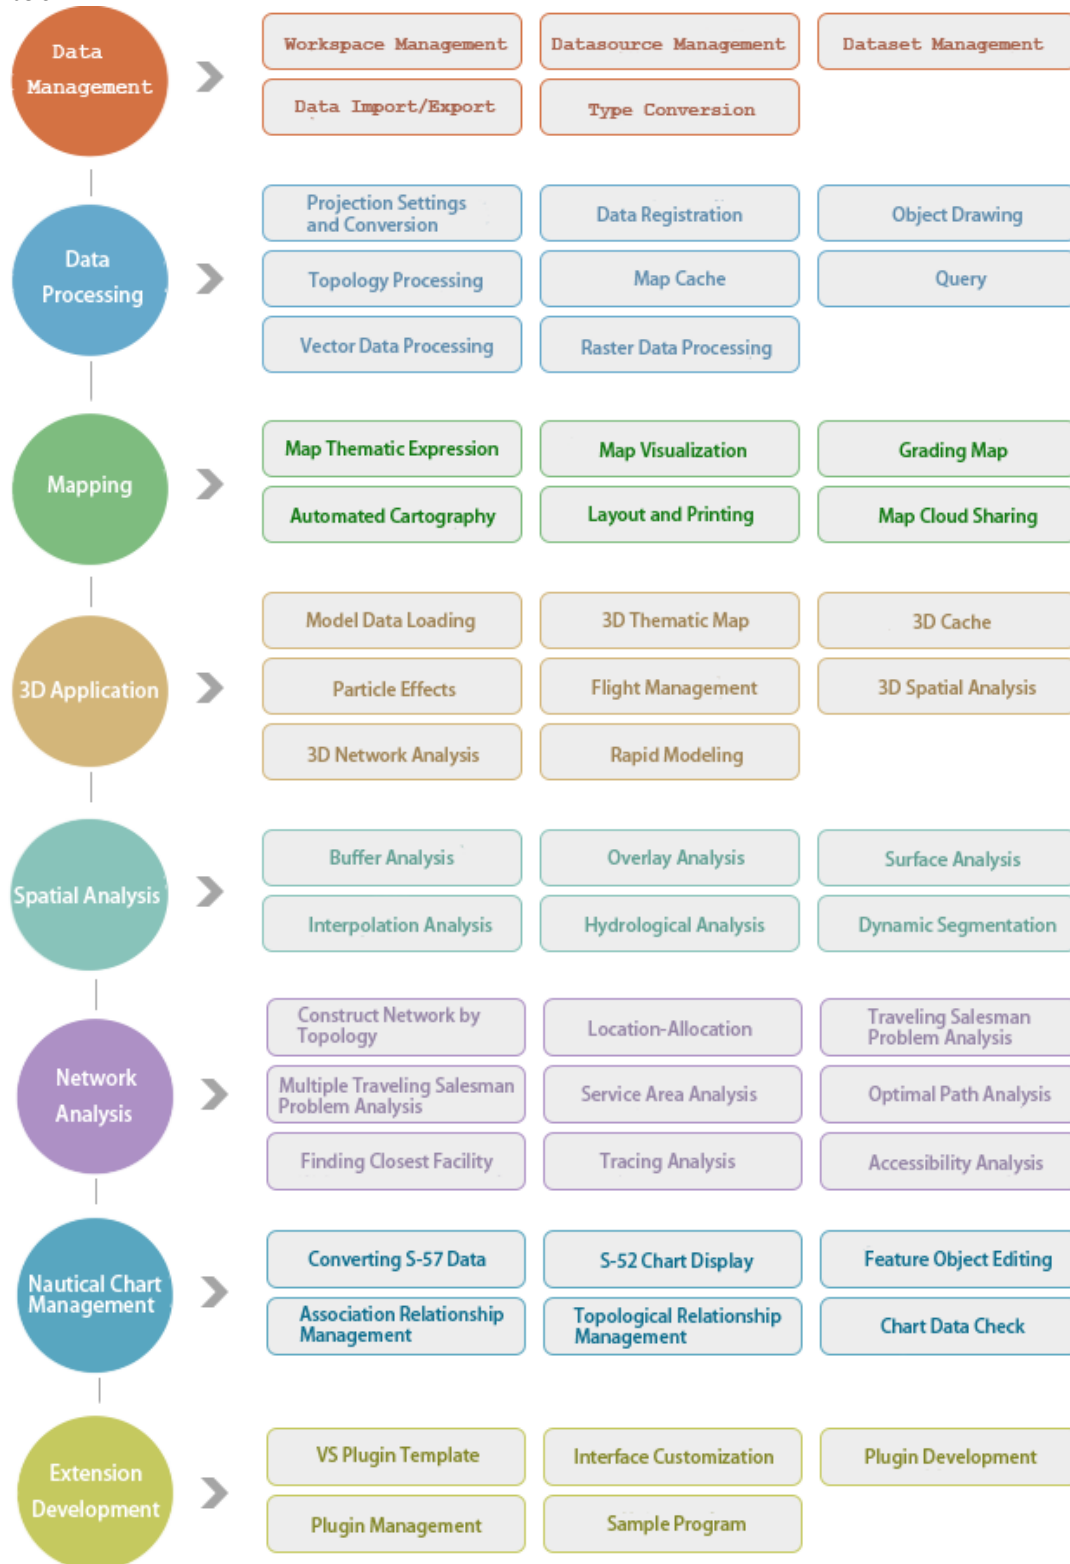 Data
Management
Workspace Management
Datasource Management
Dataset Management
Data Import/Export
Type Conversion
Data
Processing
Projection Settings
and Conversion
Data Registration
Object Drawing
Topology Processing
Map Cache
Query
Vector Data Processing
Raster Data Processing
Mapping
Map Thematic Expression
Map Visualization
Grading Map
Automated Cartography
Layout and Printing
Map Cloud Sharing
3D Application
Model Data Loading
3D Thematic Map
3D Cache
Particle Effects
Flight Management
3D Spatial Analysis
3D Network Analysis
Rapid Modeling
Spatial Analysis
Buffer Analysis
Overlay Analysis
Surface Analysis
Interpolation Analysis
Hydrological Analysis
Dynamic Segmentation
Network
Analysis
Construct Network by
Topology
Location-Allocation
Traveling Salesman
Problem Analysis
Multiple Traveling Salesman
Problem Analysis
Service Area Analysis
Optimal Path Analysis
Finding Closest Facility
Tracing Analysis
Accessibility Analysis
Nautical Chart
Management
Converting S-57 Data
S-52 Chart Display
Feature Object Editing
Association Relationship
Management
Topological Relationship
Management
Chart Data Check
Extension
Development
VS Plugin Template
Interface Customization
Plugin Development
Plugin Management
Sample Program